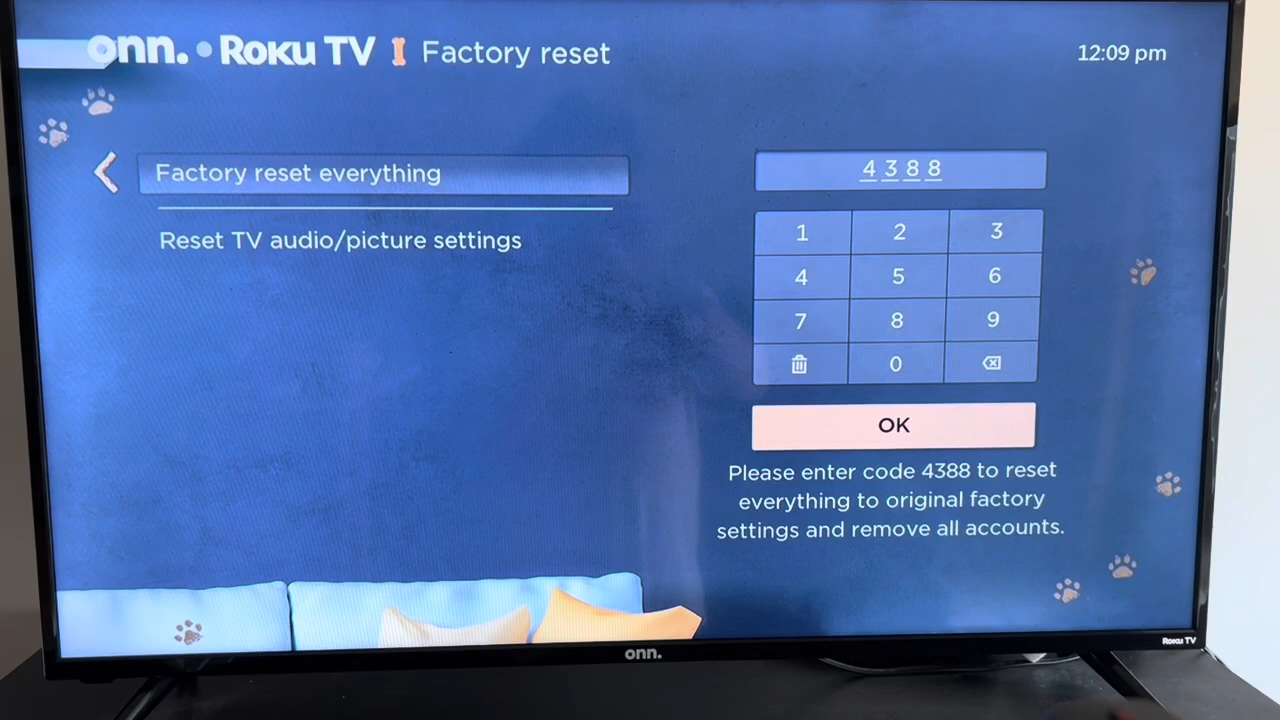 onn. • Roku TV Factory reset
12:09 pm
Factory reset everything
Reset TV audio/picture settings
4388
1 2 3
4 5 6
7 8 9
0
OK
Please enter code 4388 to reset
everything to original factory
settings and remove all accounts.
onn.
Roku TV